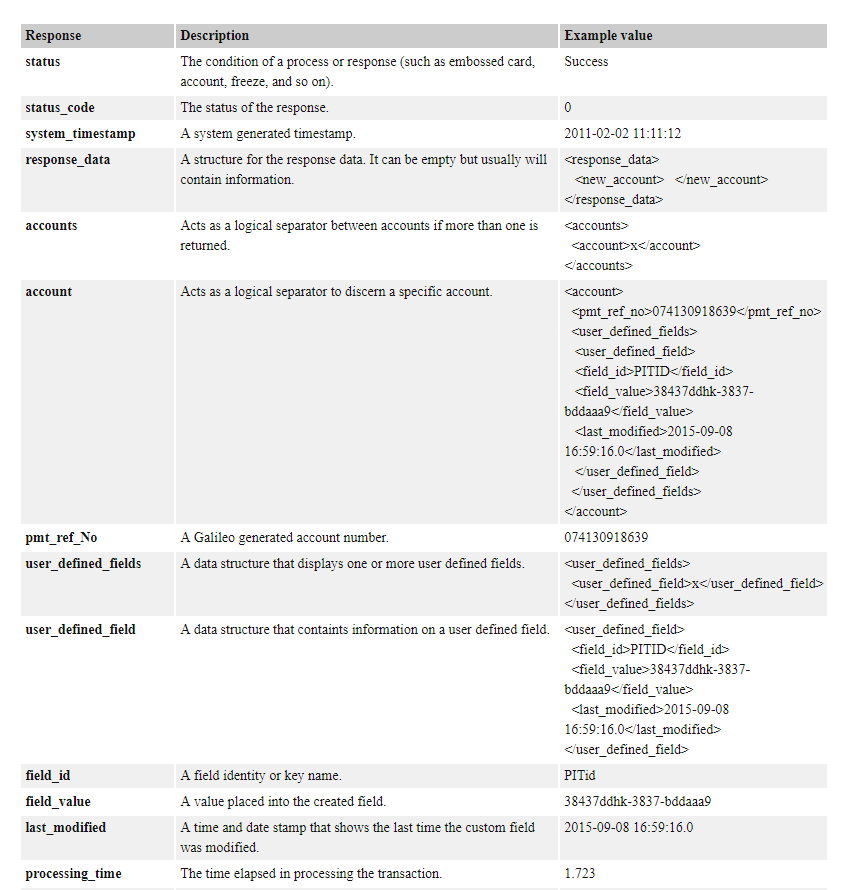 Response Description Example value
status The condition of a process or response (such as embossed card, Success
account, freeze, and so on).
status_code The status of the response. 0
system_timestamp A system generated timestamp. 2011-02-02 11:11:12
response_data A structure for the response data. It can be empty but usually will <response_data>
contain information. <new_account> </new_account>
</response_data>
accounts Acts as a logical separator between accounts if more than one is <accounts>
returned. <account>x</account>
</accounts>
account Acts as a logical separator to discern a specific account. <account>
<pmt_ref_no>074130918639</pmt_ref_no>
<user_defined_fields>
<user_defined_field>
<field_id>PITID</field_id>
<field_value>38437ddhk-3837-
bddaaa9</field_value>
<last_modified>2015-09-08
16:59:16.0</last_modified>
</user_defined_field>
</user_defined_fields>
</account>
pmt_ref_No A Galileo generated account number. 074130918639
user_defined_fields A data structure that displays one or more user defined fields. <user_defined_fields>
<user_defined_field>x</user_defined_field>
</user_defined_fields>
user_defined_field A data structure that containts information on a user defined field. <user_defined_field>
<field_id>PITID</field_id>
<field_value>38437ddhk-3837-
bddaaa9</field_value>
<last_modified>2015-09-08
16:59:16.0</last_modified>
</user_defined_field>
field_id A field identity or key name. PITid
field_value A value placed into the created field. 38437ddhk-3837-bddaaa9
last_modified A time and date stamp that shows the last time the custom field 2015-09-08 16:59:16.0
was modified.
processing_time The time elapsed in processing the transaction. 1.723